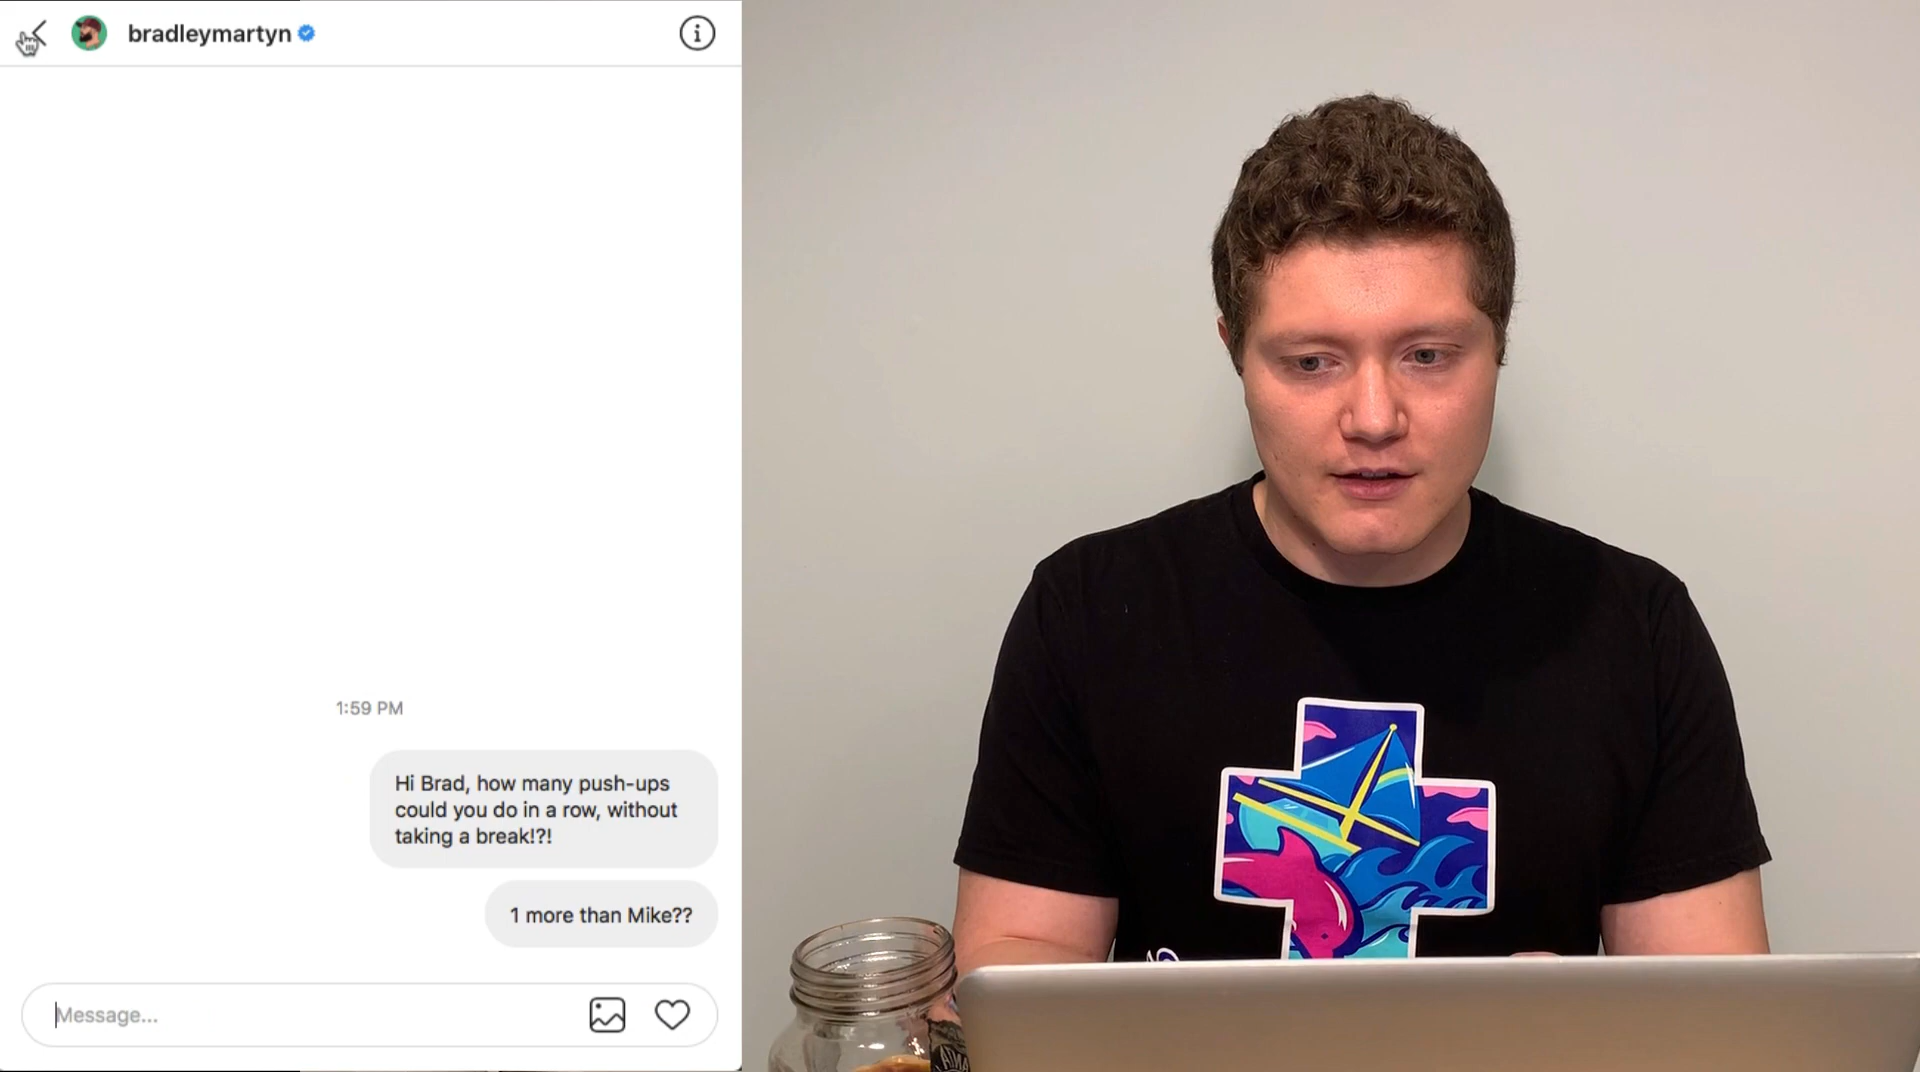 bradleymartyn
1:59 PM
Hi Brad, how many push-ups
could you do in a row, without
taking a break!?!
1 more than Mike??
Message...